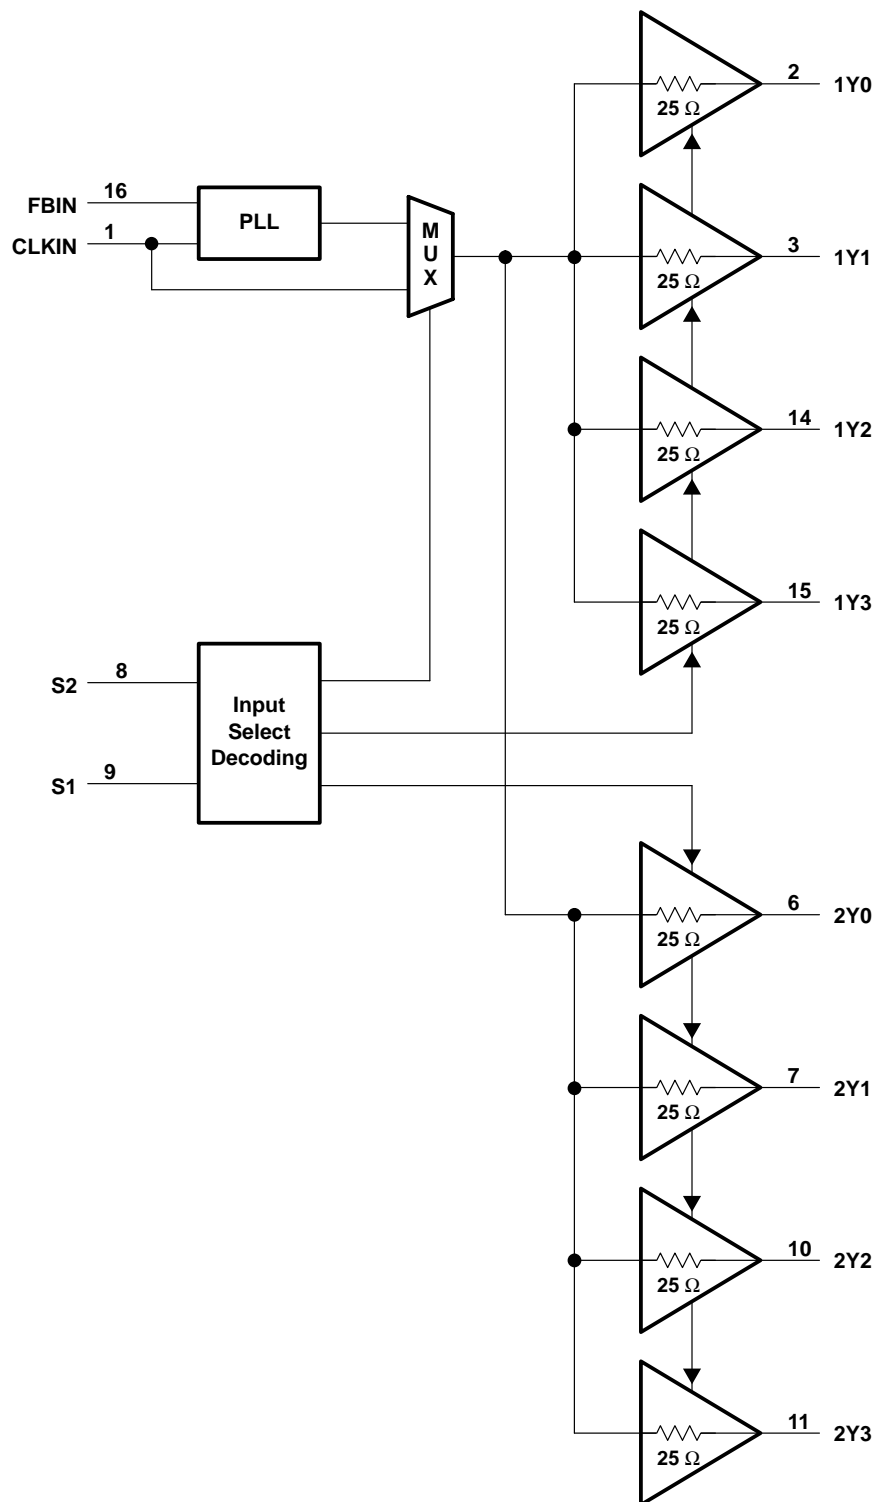 2
1Y0
25 Ω
FBIN
16
PLL
CLKIN
1
M
U
X
3
1Y1
25 Ω
14
1Y2
25 Ω
15
1Y3
25 Ω
S2
8
Input
Select
Decoding
S1
9
6
2Y0
25 Ω
7
2Y1
25 Ω
10
2Y2
25 Ω
11
2Y3
25 Ω